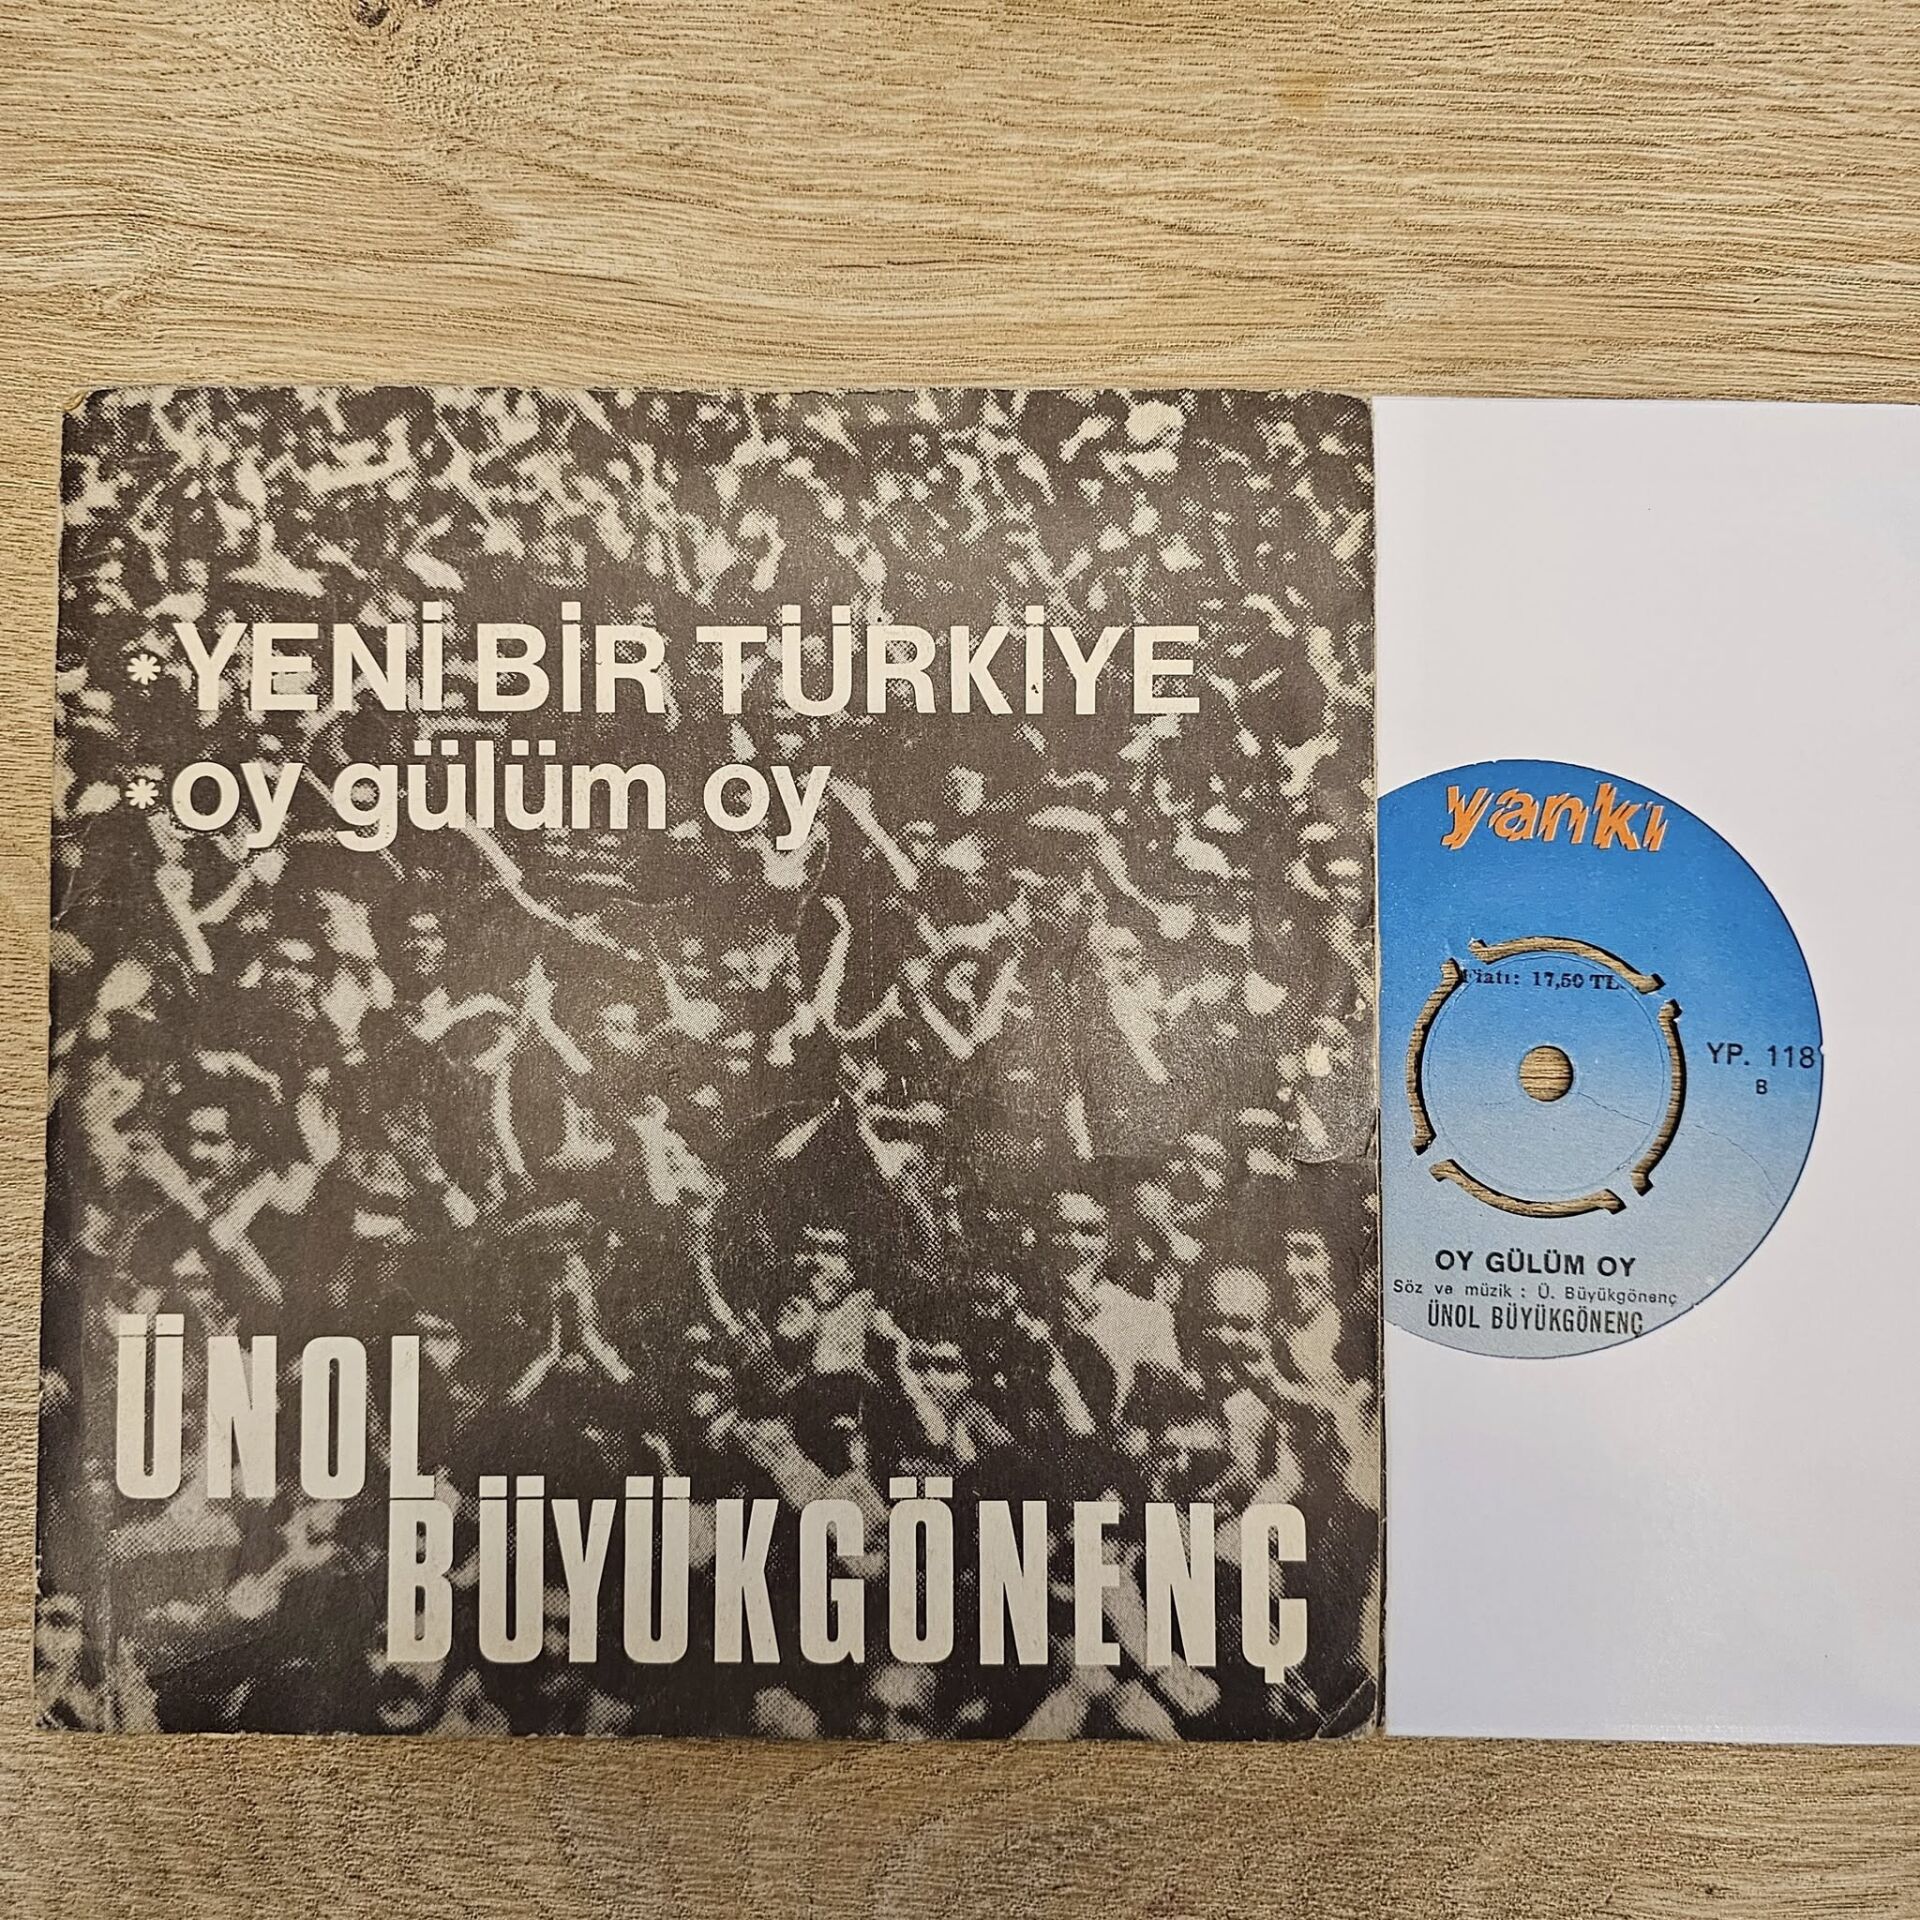 * YENİ BİR TÜRKİYE
* oy gülüm oy
ÜNOL
BÜYÜKGÖNENÇ
yankı
Fiatı: 17,50 TL
YP. 118
B
OY GÜLÜM OY
Söz ve müzik : Ü. Büyükgönenç
ÜNOL BÜYÜKGÖNENÇ